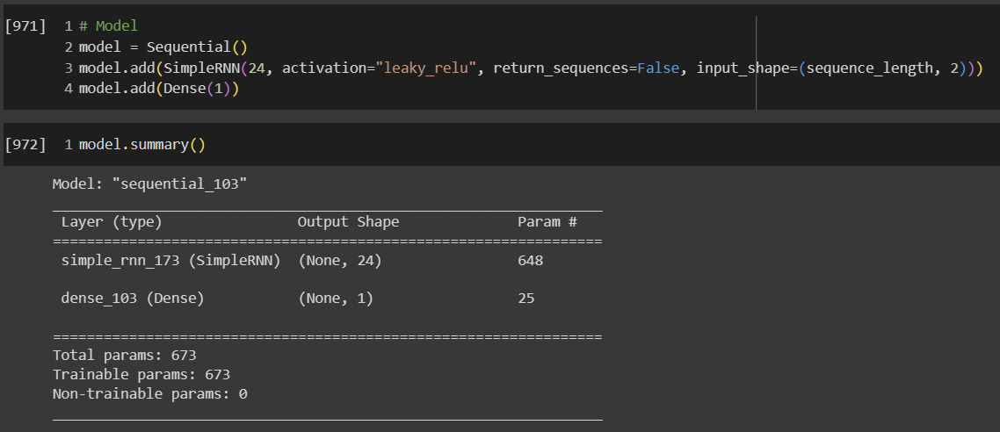 [971] 1 # Model
2 model = Sequential()
3 model.add(SimpleRNN(24, activation="leaky_relu", return_sequences=False, input_shape=(sequence_length, 2)))
4 model.add(Dense(1))
[972] 1 model.summary()
Model: "sequential_103"
_________________________________________________________________
Layer (type) Output Shape Param #
=================================================================
simple_rnn_173 (SimpleRNN) (None, 24) 648
dense_103 (Dense) (None, 1) 25
=================================================================
Total params: 673
Trainable params: 673
Non-trainable params: 0
_________________________________________________________________